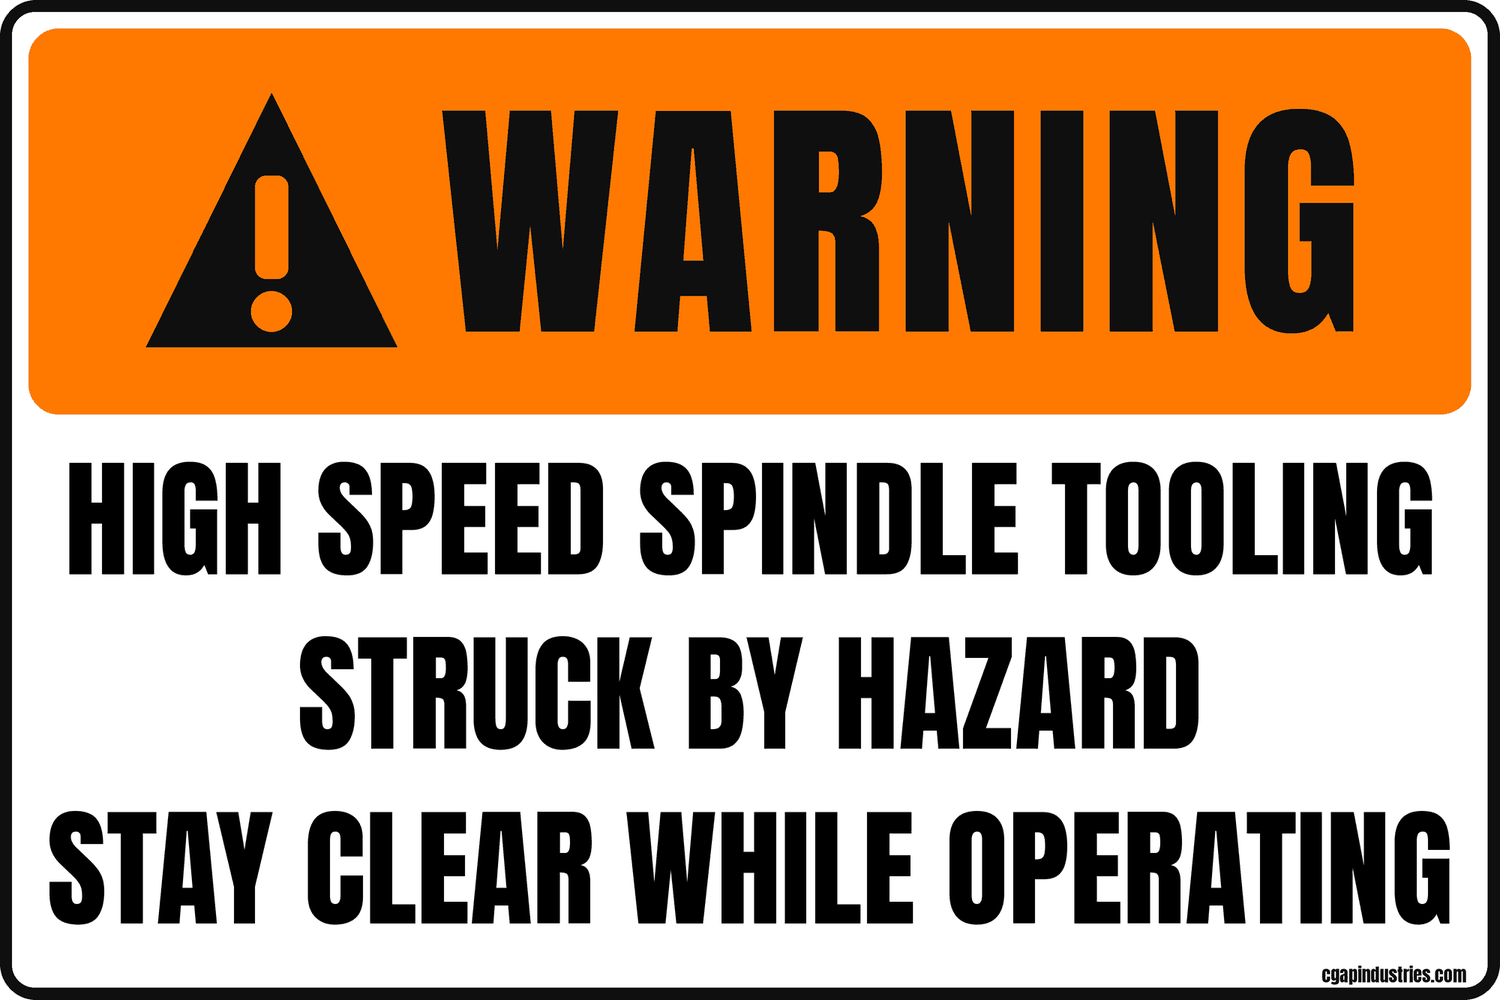 WARNING
HIGH SPEED SPINDLE TOOLING
STRUCK BY HAZARD
STAY CLEAR WHILE OPERATING
cgapindustries.com